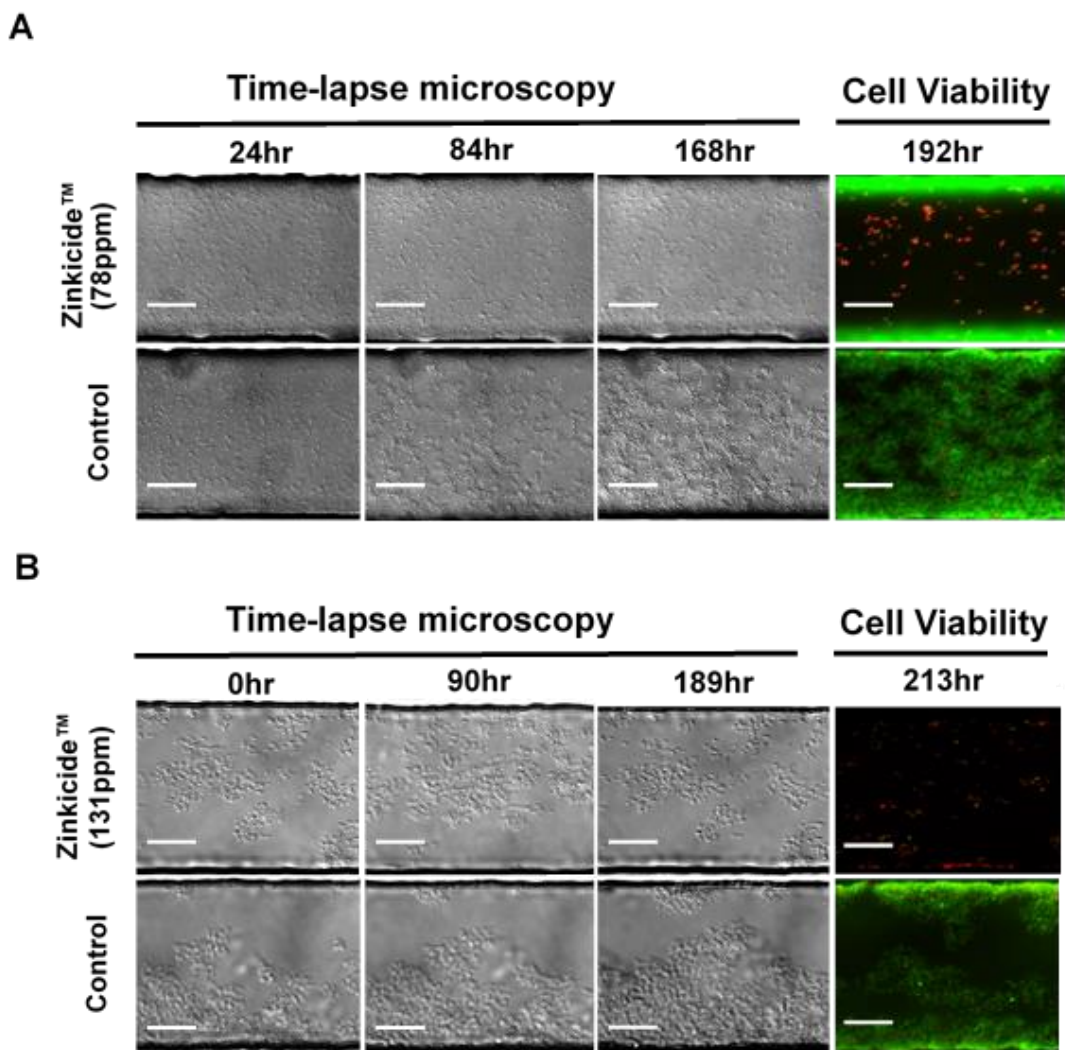 A
Time-lapse microscopy
Cell Viability
24hr
84hr
168hr
192hr
Zinkicide™
(78ppm)
Control
B
Time-lapse microscopy
Cell Viability
0hr
90hr
189hr
213hr
Zinkicide™
(131ppm)
Control